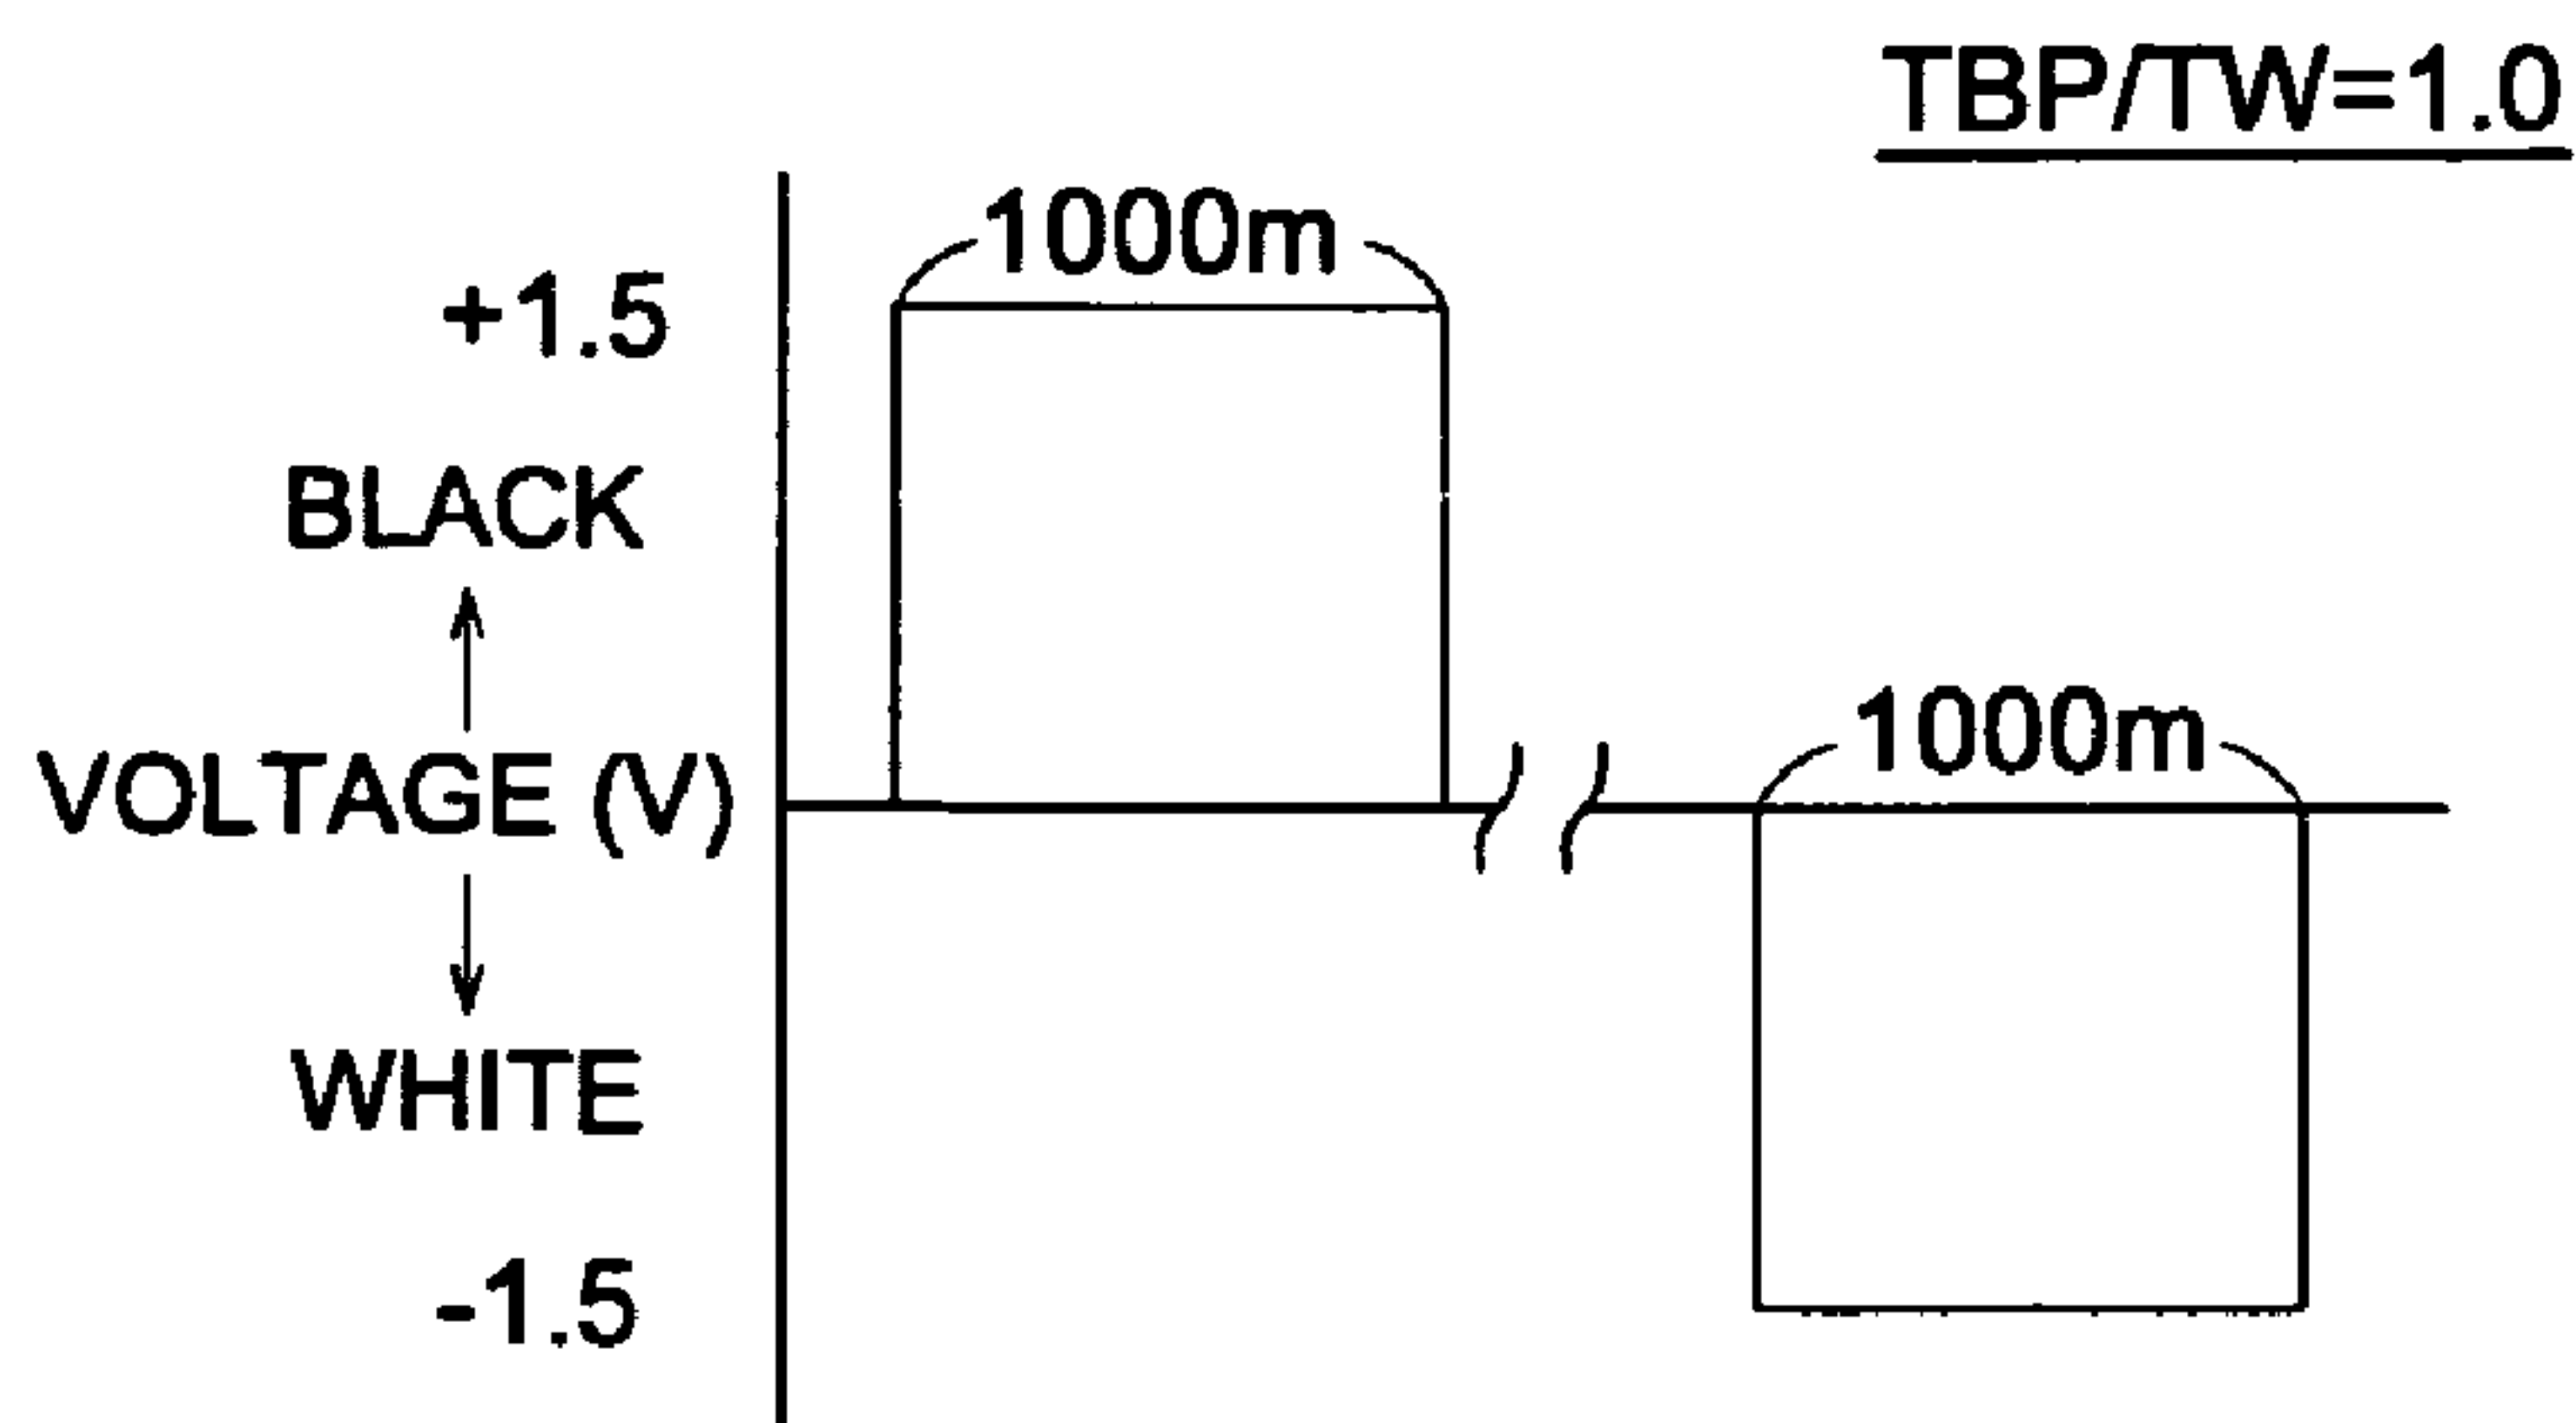 TBP/TW=1.0
1000m
+1.5
BLACK
1000m
VOLTAGE (V)
WHITE
-1.5